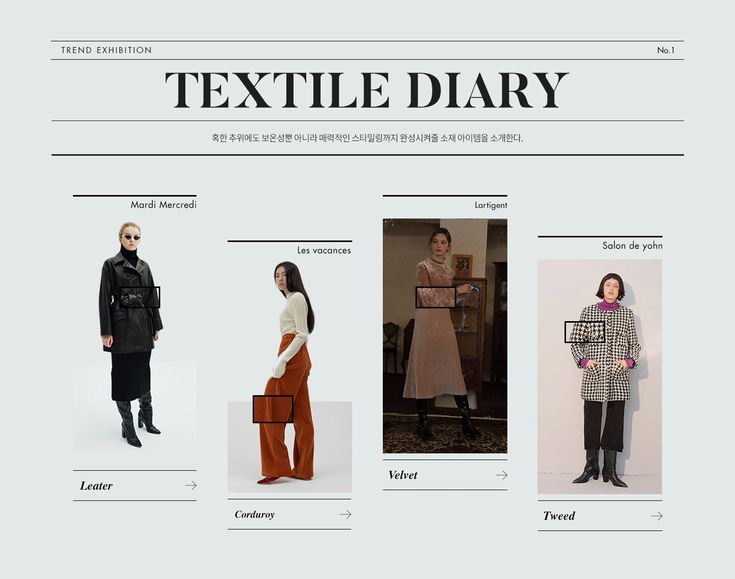 TREND EXHIBITION
No.1
TEXTILE DIARY
혹한 추위에도 보온성뿐 아니라 매력적인 스타일링까지 완성시켜줄 소재 아이템을 소개한다.
Mardi Mercredi
Les vacances
Lartigent
Salon de yohn
Leater
Corduroy
Velvet
Tweed